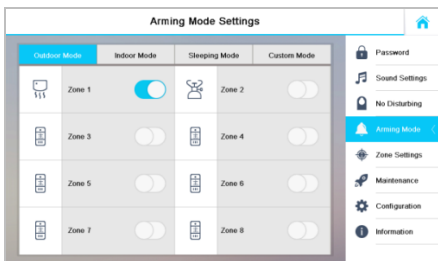 Arming Mode Settings
Outdoor Mode Indoor Mode Sleeping Mode Custom Mode
Zone 1 Zone 2
Zone 3 Zone 4
Zone 5 Zone 6
Zone 7 Zone 8
Password
Sound Settings
No Disturbing
Arming Mode
Zone Settings
Maintenance
Configuration
Information